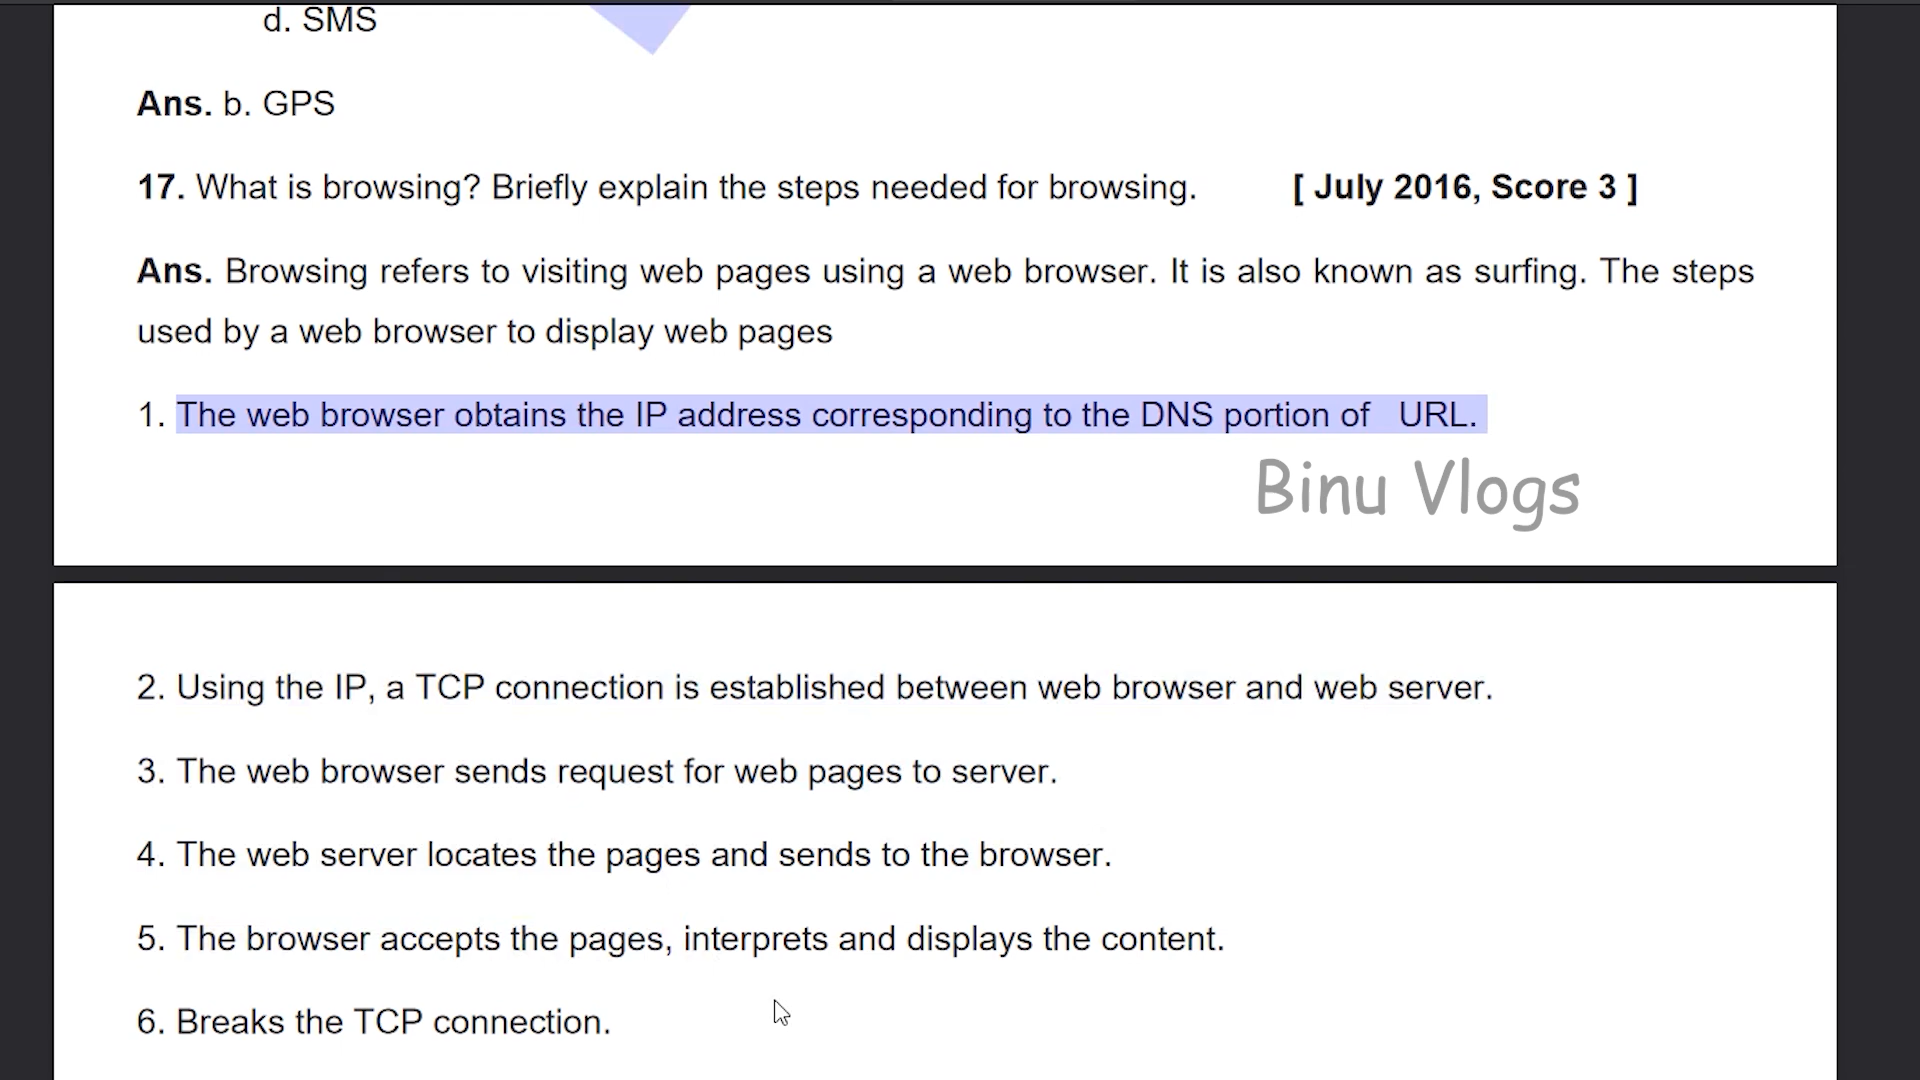 d. SMS
Ans. b. GPS
17. What is browsing? Briefly explain the steps needed for browsing. [ July 2016, Score 3 ]
Ans. Browsing refers to visiting web pages using a web browser. It is also known as surfing. The steps
used by a web browser to display web pages
1. The web browser obtains the IP address corresponding to the DNS portion of URL.
Binu Vlogs
2. Using the IP, a TCP connection is established between web browser and web server.
3. The web browser sends request for web pages to server.
4. The web server locates the pages and sends to the browser.
5. The browser accepts the pages, interprets and displays the content.
6. Breaks the TCP connection.